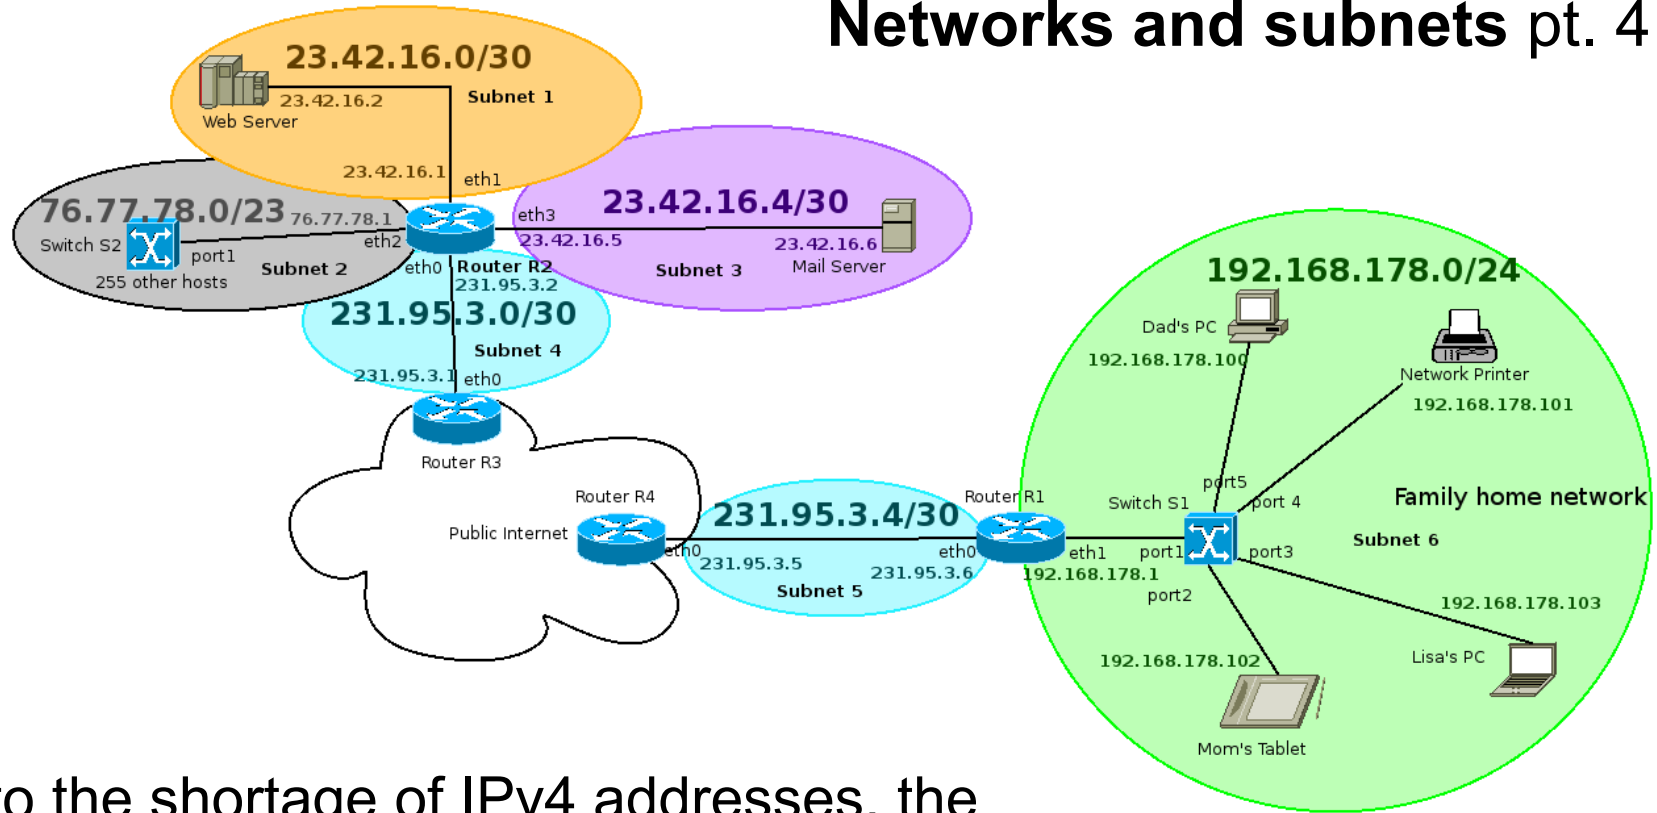 Networks and subnets pt. 4
23.42.16.0/30
23.42.16.2
Subnet 1
Web Server
23.42.16.1
eth1
76.77.78.0/23
76.77.78.1
Switch S2
port1
eth2
255 other hosts
Subnet 2
eth3
23.42.16.4/30
23.42.16.5
23.42.16.6
Subnet 3
Mail Server
eth0
Router R2
231.95.3.2
231.95.3.0/30
Subnet 4
231.95.3.1
eth0
Router R3
Router R4
Public Internet
eth0
231.95.3.4/30
231.95.3.5
eth0
231.95.3.6
Subnet 5
Router R1
eth1
192.168.178.1
192.168.178.0/24
Dad's PC
192.168.178.100
Network Printer
192.168.178.101
port5
port 4
Switch S1
Family home network
Subnet 6
port1
port3
port2
192.168.178.103
Lisa's PC
192.168.178.102
Mom's Tablet
to the shortage of IPv4 addresses, the